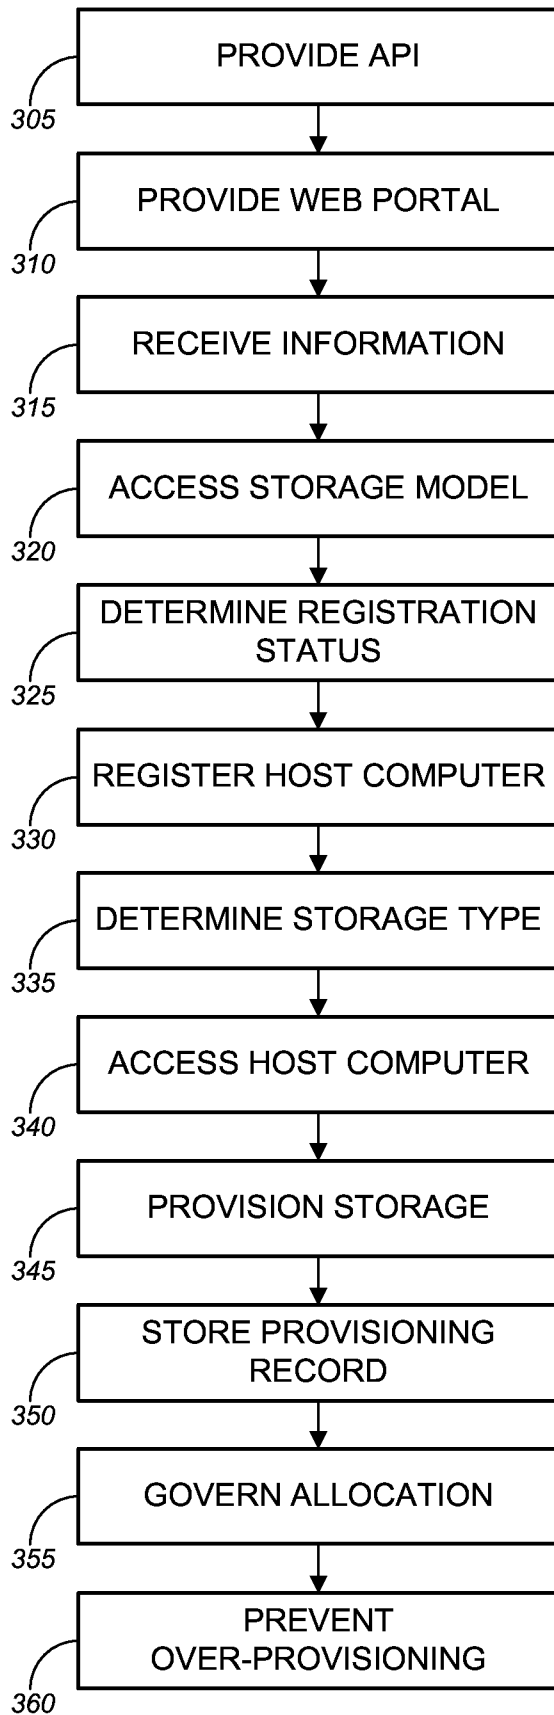 PROVIDE API
305
PROVIDE WEB PORTAL
310
RECEIVE INFORMATION
315
ACCESS STORAGE MODEL
320
DETERMINE REGISTRATION
STATUS
325
REGISTER HOST COMPUTER
330
DETERMINE STORAGE TYPE
335
ACCESS HOST COMPUTER
340
PROVISION STORAGE
345
STORE PROVISIONING
RECORD
350
GOVERN ALLOCATION
355
PREVENT
OVER-PROVISIONING
360